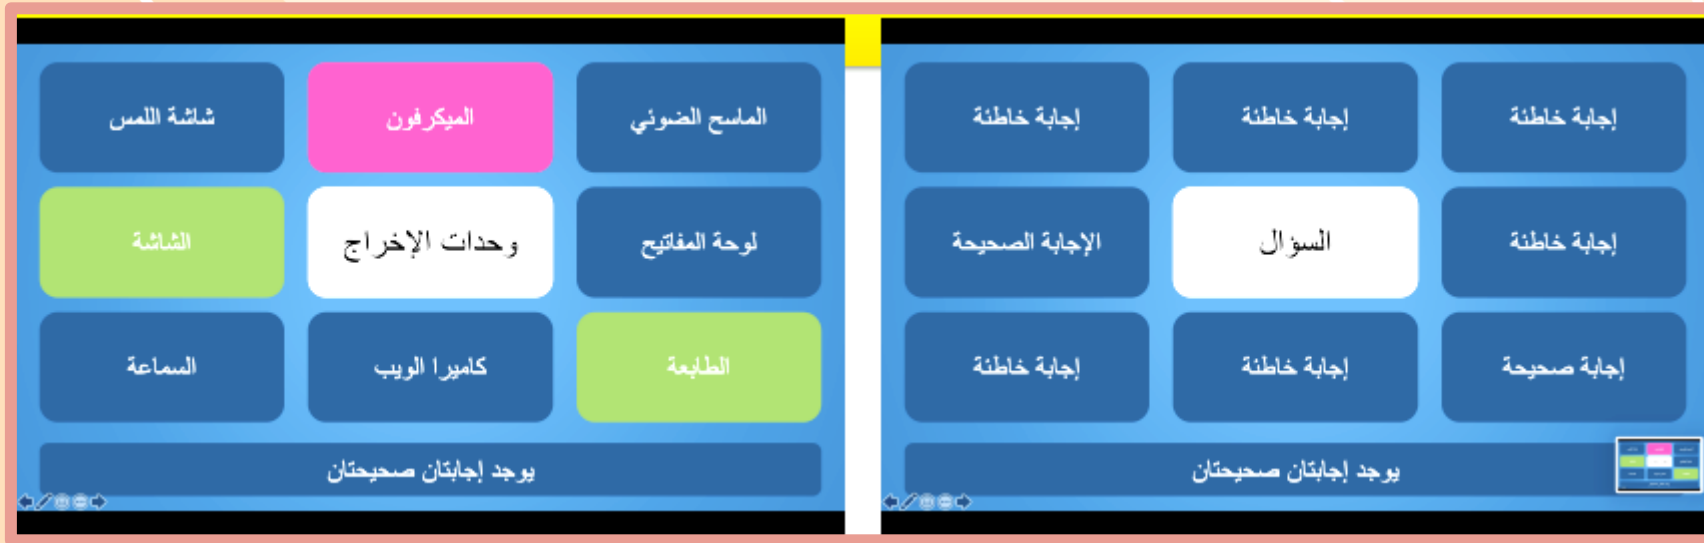 الماسح الضوئي
الميكرفون
شاشة اللمس
لوحة المفاتيح
وحدات الإخراج
الشاشة
الطابعة
كاميرا الويب
السماعة
يوجد إجابتان صحيحتان
إجابة خاطئة
إجابة خاطئة
إجابة خاطئة
إجابة خاطئة
السؤال
الإجابة الصحيحة
إجابة صحيحة
إجابة خاطئة
إجابة خاطئة
يوجد إجابتان صحيحتان